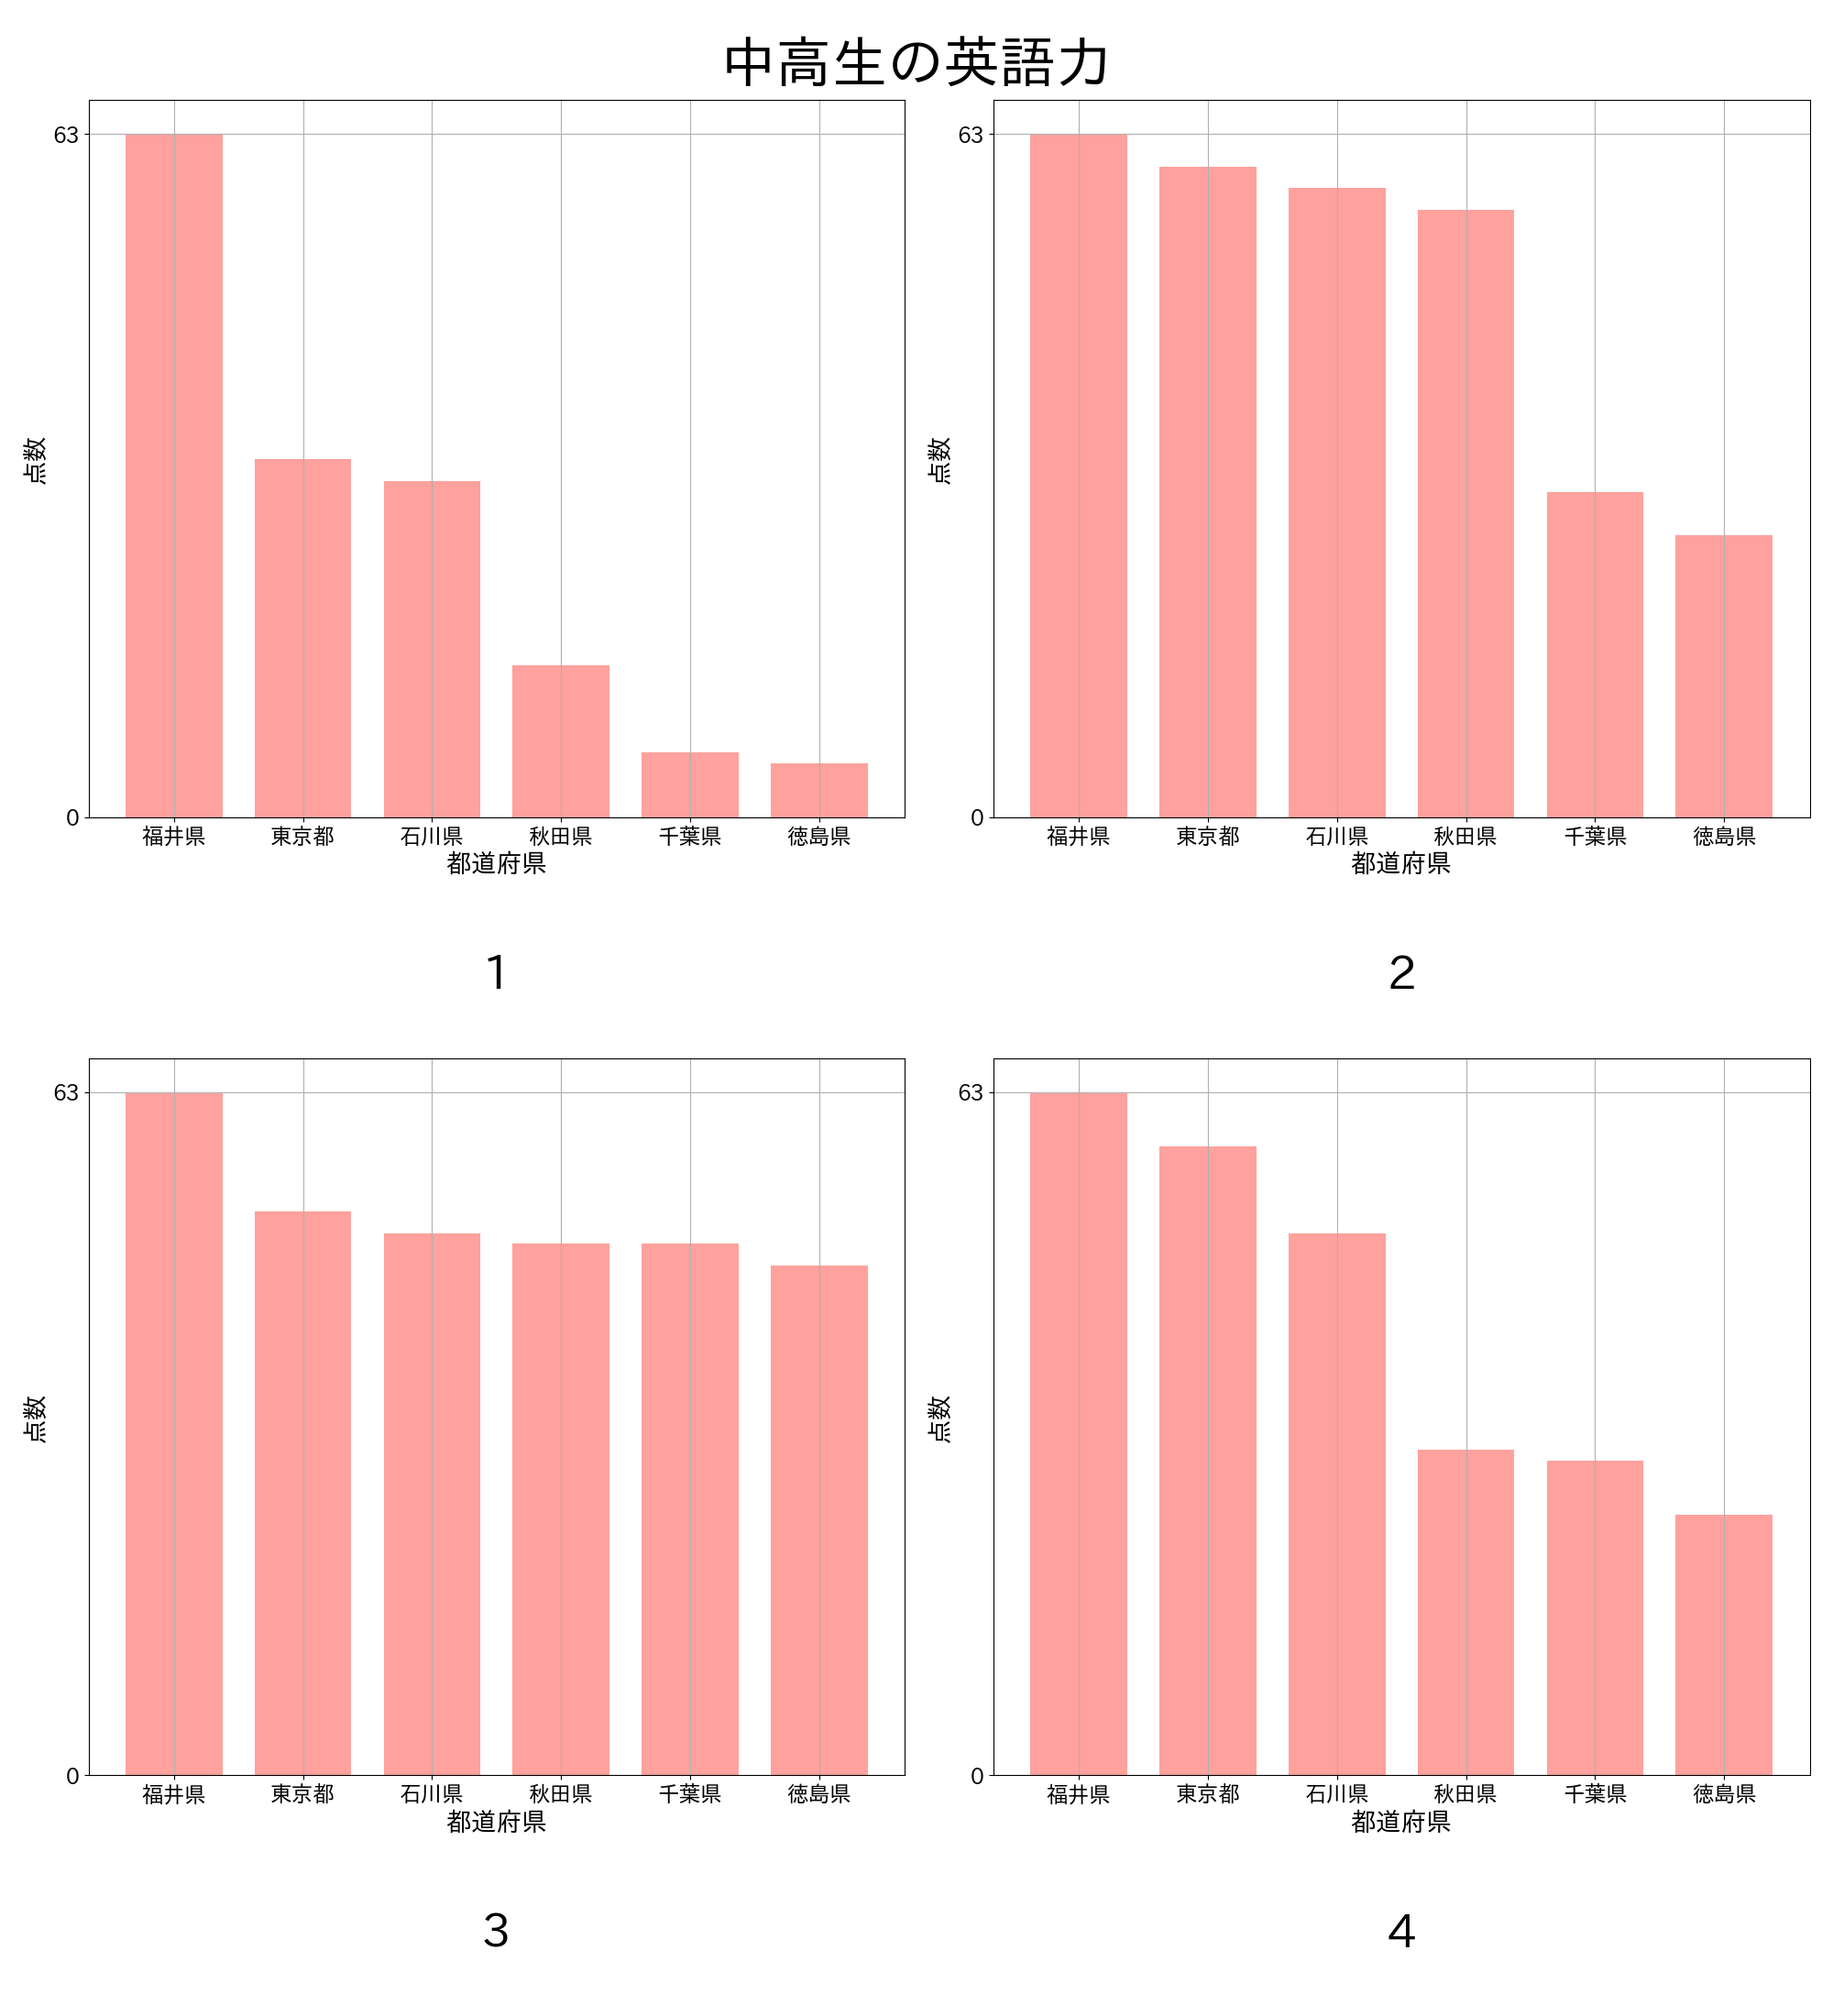 中高生の英語力
63
0
点数
福井県 東京都 石川県 秋田県 千葉県 徳島県
都道府県
1
63
0
点数
福井県 東京都 石川県 秋田県 千葉県 徳島県
都道府県
2
63
0
点数
福井県 東京都 石川県 秋田県 千葉県 徳島県
都道府県
3
63
0
点数
福井県 東京都 石川県 秋田県 千葉県 徳島県
都道府県
4